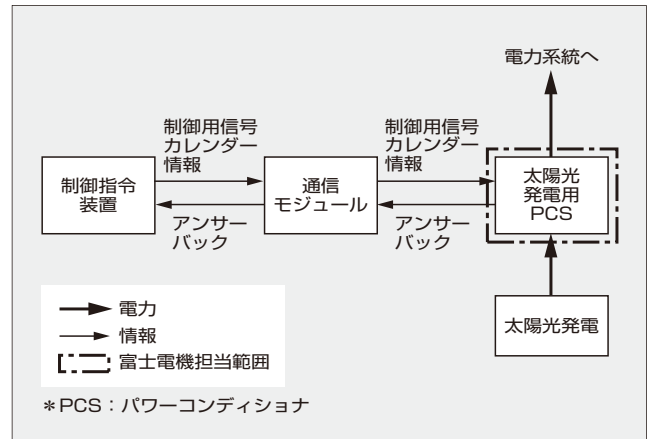 電力系統へ
制御用信号
カレンダー
情報
制御用信号
カレンダー
情報
制御指令
装置
通信
モジュール
太陽光
発電用
PCS
アンサー
バック
アンサー
バック
太陽光発電
電力
情報
富士電機担当範囲
＊PCS：パワーコンディショナ